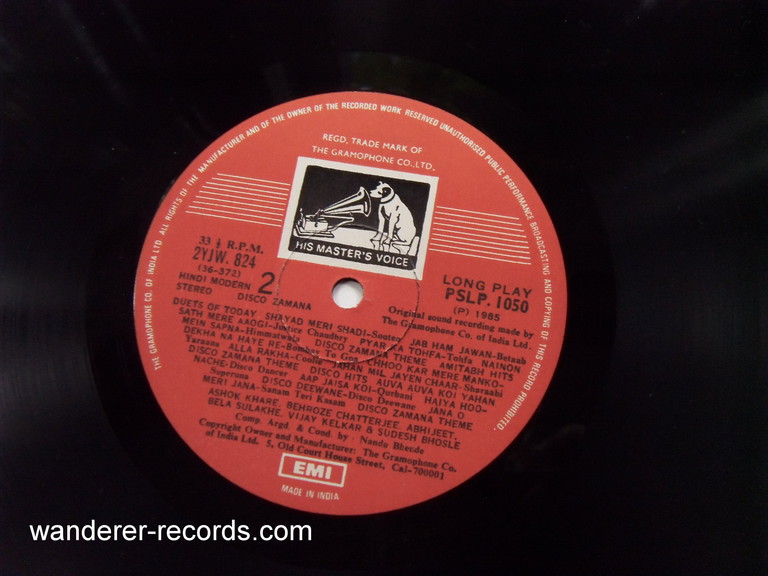 THE GRAMOPHONE CO. OF INDIA LTD. ALL RIGHTS OF THE MANUFACTURER AND OF THE OWNER OF THE RECORDED WORK RESERVED UNAUTHORISED PUBLIC PERFORMANCE BROADCASTING AND COPYING OF THIS RECORD PROHIBITED.
REGD. TRADE MARK OF
THE GRAMOPHONE CO., LTD.
HIS MASTER'S VOICE
33 ⅓ R.P.M.
2YJW. 824
(36-372)
HINDI MODERN 2
STEREO
LONG PLAY
PSLP. 1050
(P) 1985
Original sound recording made by
The Gramophone Co. of India Ltd.
DISCO ZAMANA
DUETS OF TODAY SHAYAD MERI SHADI-Souten JAB HAM JAWAN-Betaab
SATH MERE AAOGI-Justice Chaudhry PYAR KA TOHFA-Tohfa NAINON
MEIN SAPNA-Himmatwala DISCO ZAMANA THEME AMITABH HITS
DEKHA NA HAYE RE-Bombay To Goa CHHOO KAR MERE MANKO-
Yaraana ALLA RAKHA-Coolie JAHAN MIL JAYEN CHAAR-Sharaabi
DISCO ZAMANA THEME DISCO HITS AUVA AUVA KOI YAHAN
NACHE-Disco Dancer AAP JAISA KOI-Qurbani HAIYA HOO-
Superuna DISCO DEEWANE-Disco Deewane JANA O
MERI JANA-Sanam Teri Kasam DISCO ZAMANA THEME
ASHOK KHARE, BEHROZE CHATTERJEE, ABHIJEET,
BELA SULAKHE, VIJAY KELKAR & SUDESH BHOSLE
Comp. Argd. & Cond. by : Nandu Bhende
Copyright Owner and Manufacturer: The Gramophone Co.
of India Ltd. 5, Old Court House Street, Cal-700001
EMI
MADE IN INDIA
wanderer-records.com